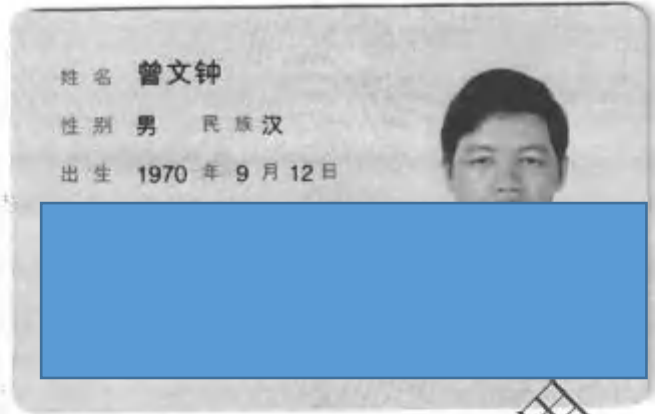 姓名 曾文钟
性别 男 民族 汉
出生 1970 年 9 月 12 日